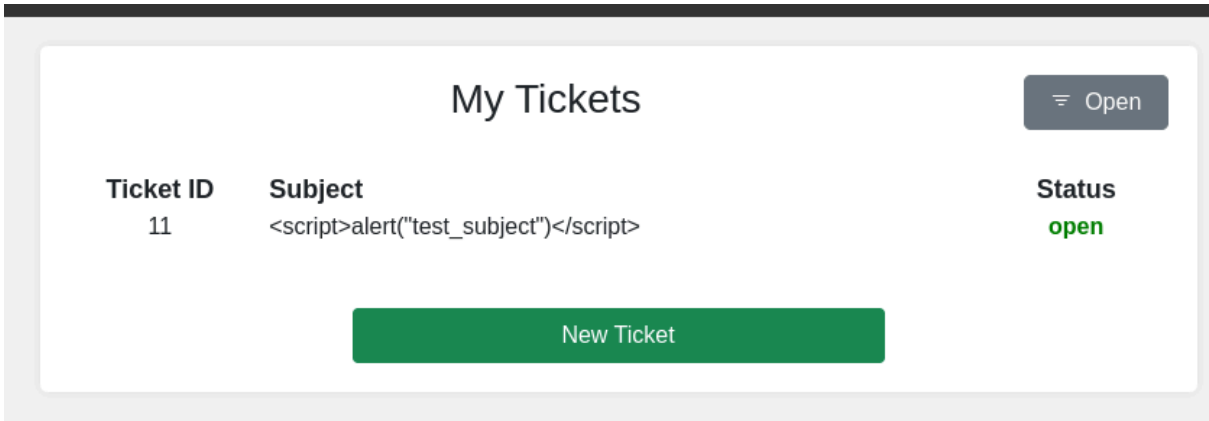 My Tickets
Open
Ticket ID Subject Status
11 <script>alert("test_subject")</script> open
New Ticket